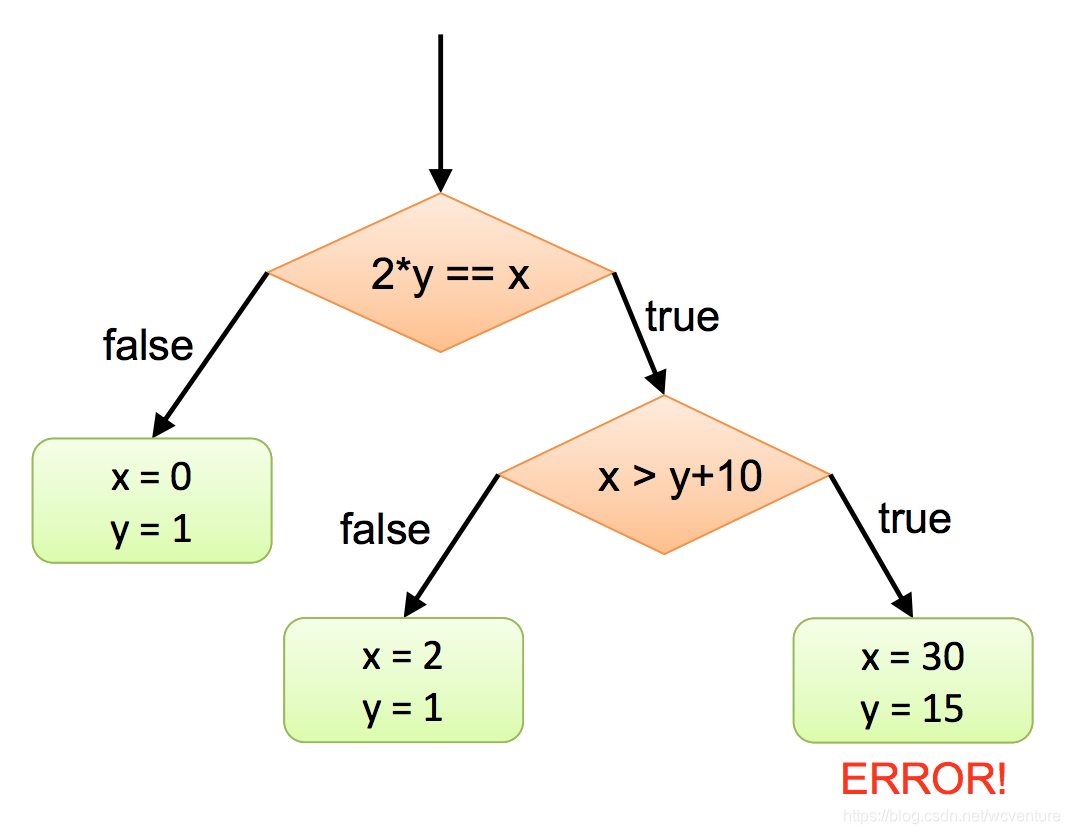 2*y == x
false
true
x = 0
y = 1
x > y+10
false
true
x = 2
y = 1
x = 30
y = 15
ERROR!
https://blog.csdn.net/wcventure